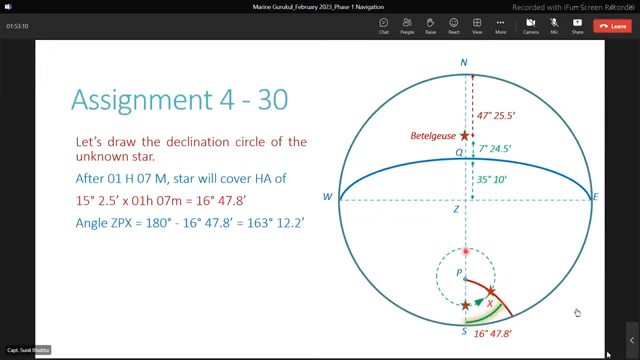 Marine Gurukul_February 2023_Phase 1 Navigation
Recorded with iFun Screen Recorder
01:53:10
Chat
People
Raise
React
View
More
Camera
Mic
Share
Leave
Assignment 4 - 30
Let's draw the declination circle of the
unknown star.
After 01 H 07 M, star will cover HA of
15° 2.5' x 01h 07m = 16° 47.8'
Angle ZPX = 180° - 16° 47.8' = 163° 12.2'
N
47° 25.5'
Betelgeuse
7° 24.5'
Q
35° 10'
W
E
Z
P
X
S
16° 47.8'